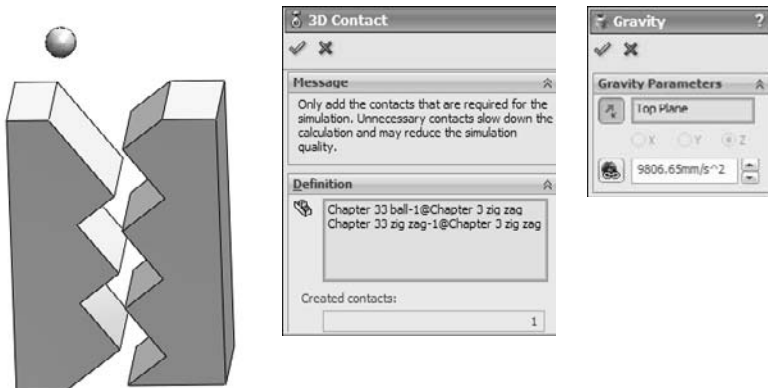 3D Contact
Message
Only add the contacts that are required for the
simulation. Unnecessary contacts slow down the
calculation and may reduce the simulation
quality.
Definition
Chapter 33 ball-1@Chapter 3 zig zag
Chapter 33 zig zag-1@Chapter 3 zig zag
Created contacts:
1
Gravity ?
Gravity Parameters
Top Plane
X Y Z
9806.65mm/s^2